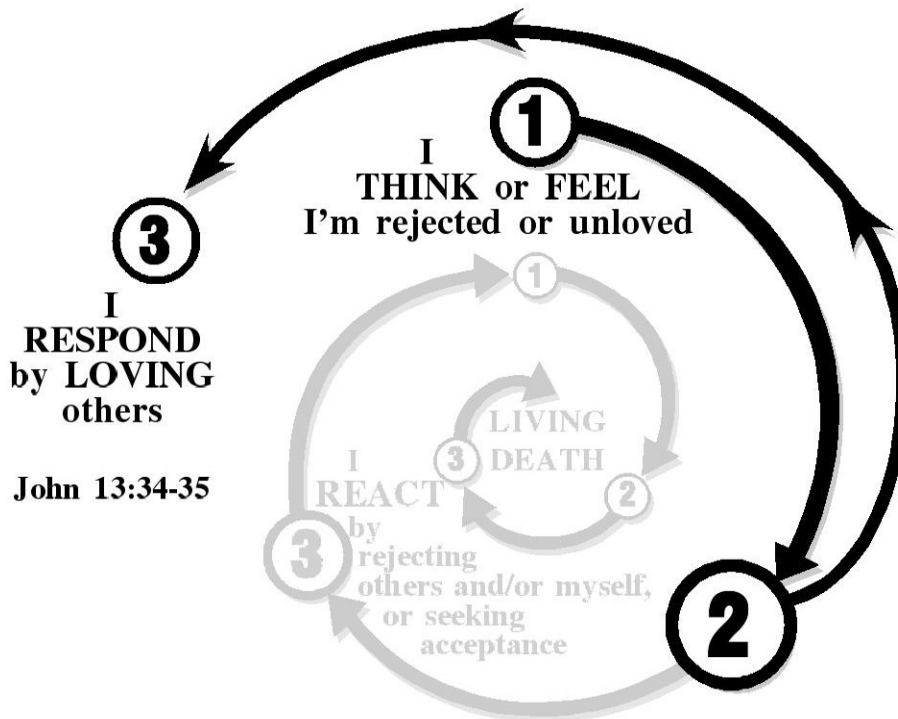 1
I
THINK or FEEL
I'm rejected or unloved
3
I
RESPOND
by LOVING
others
John 13:34-35
1
LIVING
DEATH
3
2
I
REACT
by
rejecting
others and/or myself,
or seeking
acceptance
3
2